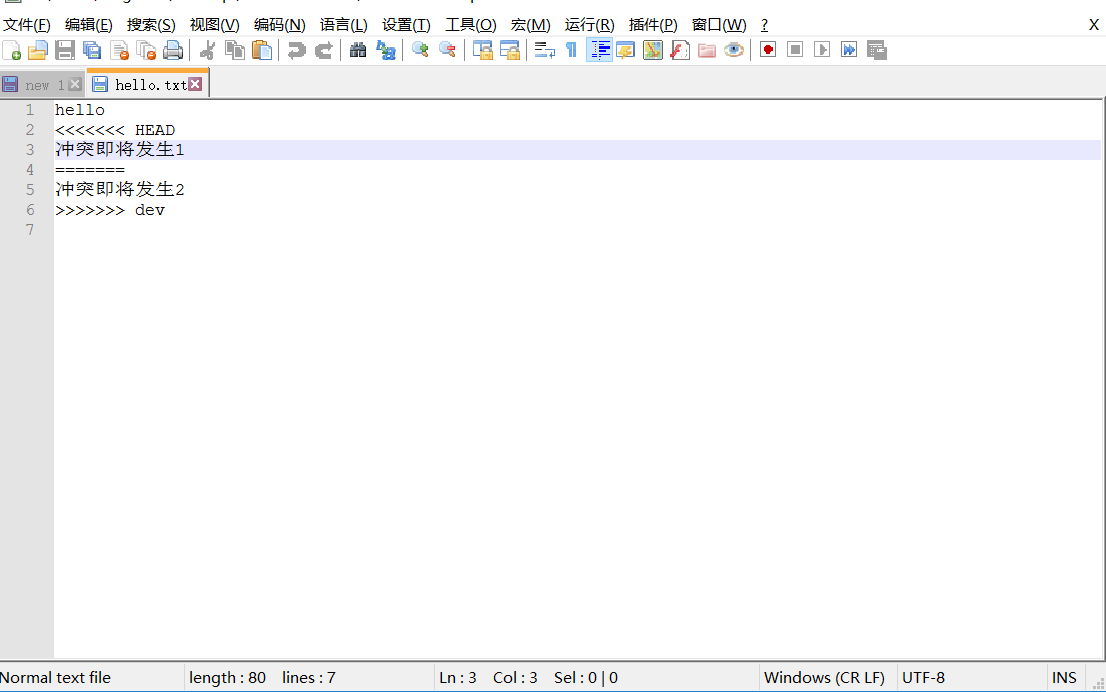 文件(F) 编辑(E) 搜索(S) 视图(V) 编码(N) 语言(L) 设置(T) 工具(O) 宏(M) 运行(R) 插件(P) 窗口(W) ? X
new 1 hello.txt
1 hello
2 <<<<<<< HEAD
3 冲突即将发生1
4 =======
5 冲突即将发生2
6 >>>>>>> dev
7
Normal text file length : 80 lines : 7 Ln : 3 Col : 3 Sel : 0 | 0 Windows (CR LF) UTF-8 INS